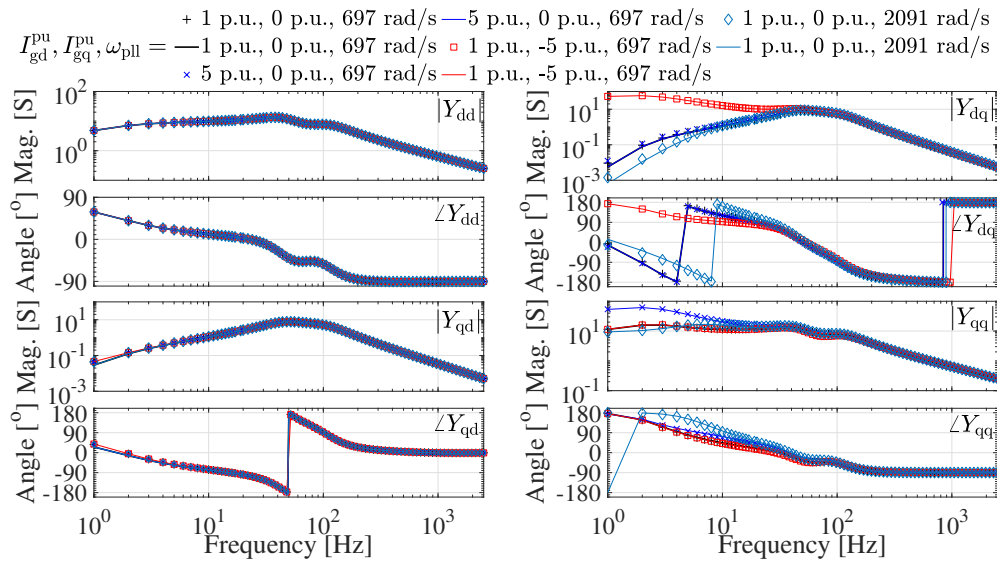 + 1 p.u., 0 p.u., 697 rad/s — 5 p.u., 0 p.u., 697 rad/s ◇ 1 p.u., 0 p.u., 2091 rad/s
I_gd^pu, I_gq^pu, ω_pll = — 1 p.u., 0 p.u., 697 rad/s □ 1 p.u., -5 p.u., 697 rad/s — 1 p.u., 0 p.u., 2091 rad/s
× 5 p.u., 0 p.u., 697 rad/s — 1 p.u., -5 p.u., 697 rad/s
Mag. [S]
10^2
10^0
|Y_dd|
Angle [°]
90
0
-90
∠Y_dd
Mag. [S]
10^1
10^-1
10^-3
|Y_qd|
Angle [°]
180
90
0
-90
-180
∠Y_qd
10^0 10^1 10^2 10^3
Frequency [Hz]
Mag. [S]
10^1
10^-1
10^-3
|Y_dq|
Angle [°]
180
90
0
-90
-180
∠Y_dq
Mag. [S]
10^1
10^-1
|Y_qq|
Angle [°]
180
90
0
-90
-180
∠Y_qq
10^0 10^1 10^2 10^3
Frequency [Hz]